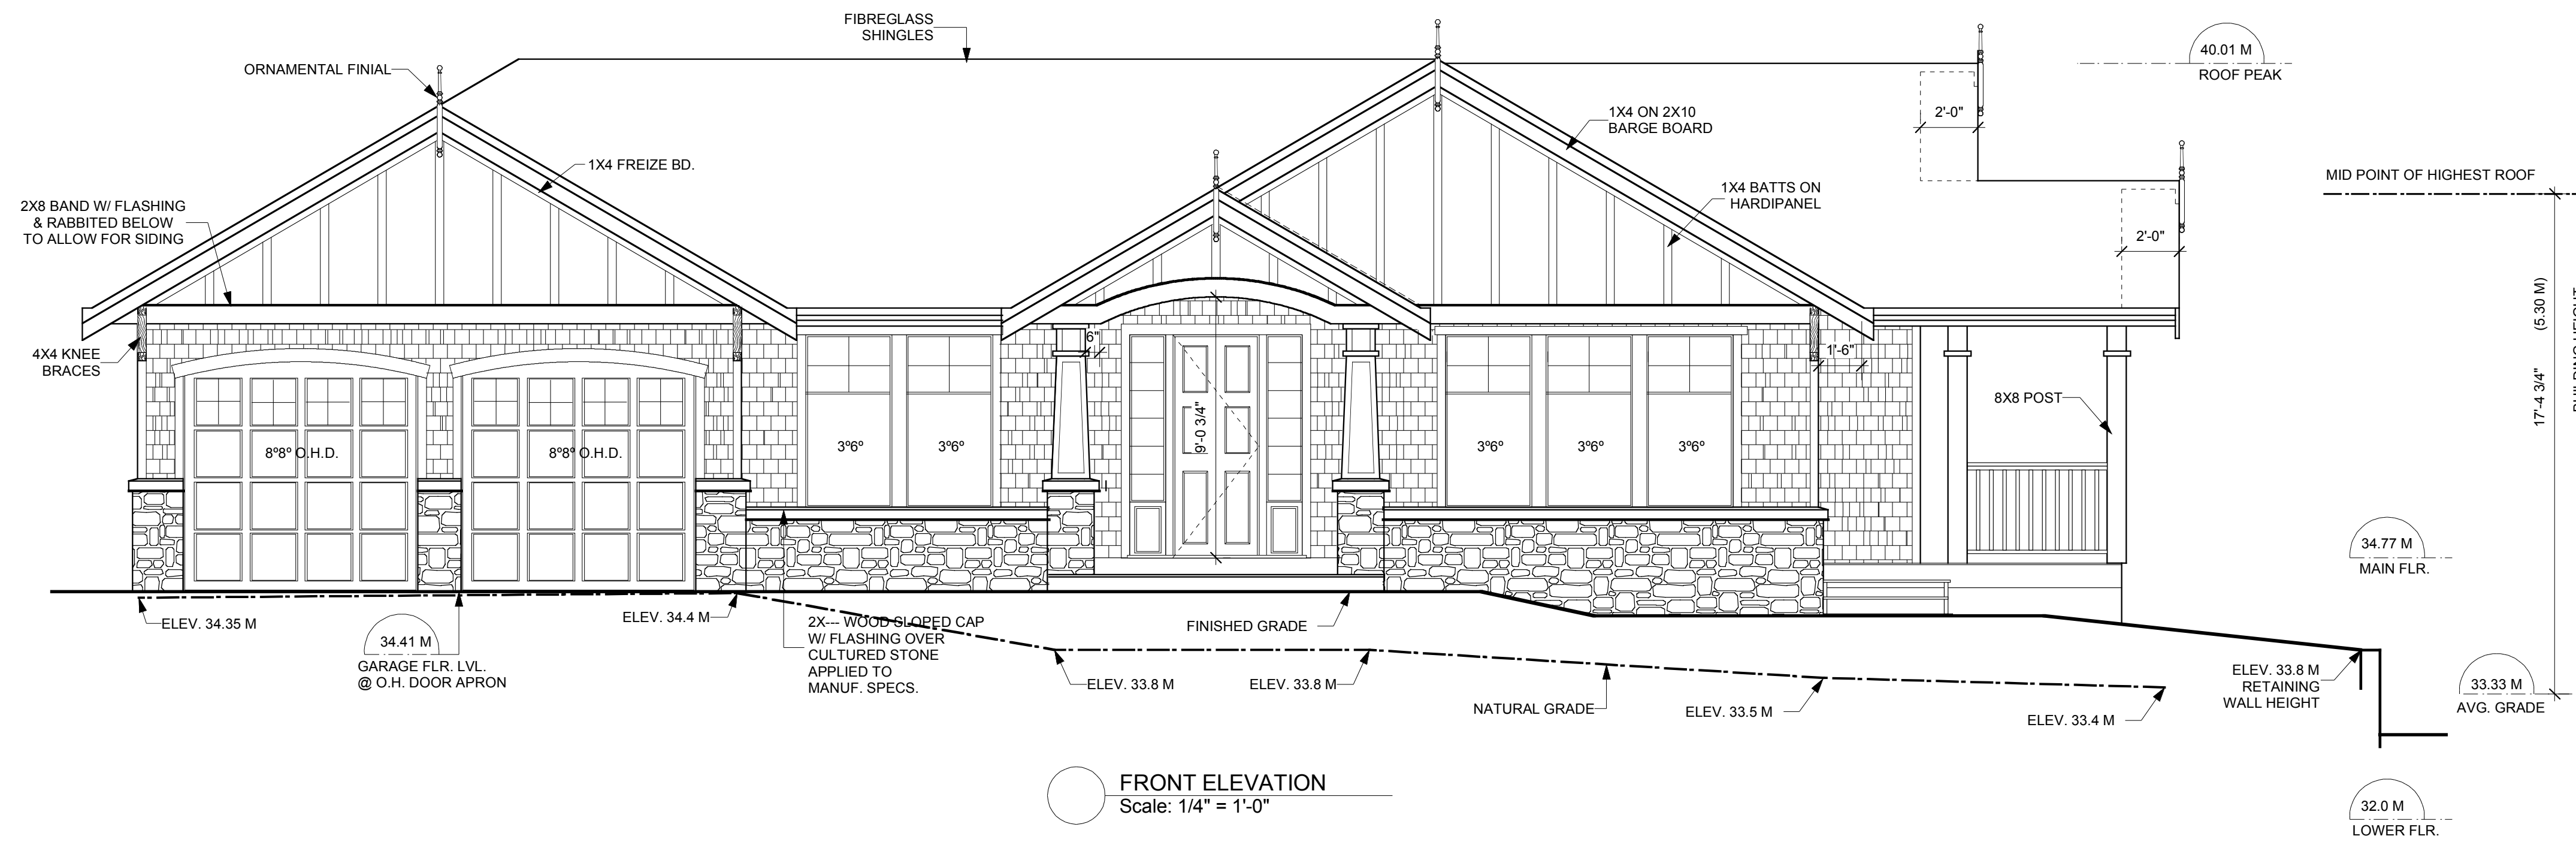 FIBREGLASS
SHINGLES
ORNAMENTAL FINIAL
40.01 M
ROOF PEAK
1X4 ON 2X10
BARGE BOARD
2'-0"
1X4 FREIZE BD.
MID POINT OF HIGHEST ROOF
1X4 BATTS ON
HARDIPANEL
2X8 BAND W/ FLASHING
& RABBITED BELOW
TO ALLOW FOR SIDING
2'-0"
(5.30 M)
17'-4 3/4"
4X4 KNEE
BRACES
6"
1'-6"
8X8 POST
9'-0 3/4"
8⁰8⁰ O.H.D.
8⁰8⁰ O.H.D.
3⁰6⁰
3⁰6⁰
3⁰6⁰
3⁰6⁰
3⁰6⁰
34.77 M
MAIN FLR.
ELEV. 34.35 M
34.41 M
GARAGE FLR. LVL.
@ O.H. DOOR APRON
ELEV. 34.4 M
2X--- WOOD SLOPED CAP
W/ FLASHING OVER
CULTURED STONE
APPLIED TO
MANUF. SPECS.
FINISHED GRADE
ELEV. 33.8 M
ELEV. 33.8 M
NATURAL GRADE
ELEV. 33.5 M
ELEV. 33.4 M
ELEV. 33.8 M
RETAINING
WALL HEIGHT
33.33 M
AVG. GRADE
FRONT ELEVATION
Scale: 1/4" = 1'-0"
32.0 M
LOWER FLR.